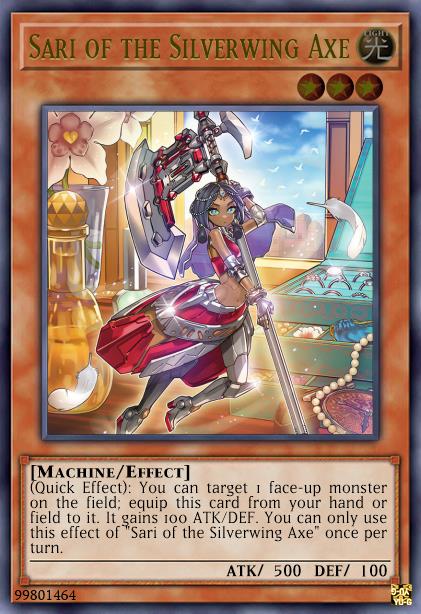 Sari of the Silverwing Axe
LIGHT
光
[Machine/Effect]
(Quick Effect): You can target 1 face-up monster
on the field; equip this card from your hand or
field to it. It gains 100 ATK/DEF. You can only use
this effect of "Sari of the Silverwing Axe" once per
turn.
ATK/ 500 DEF/ 100
99801464